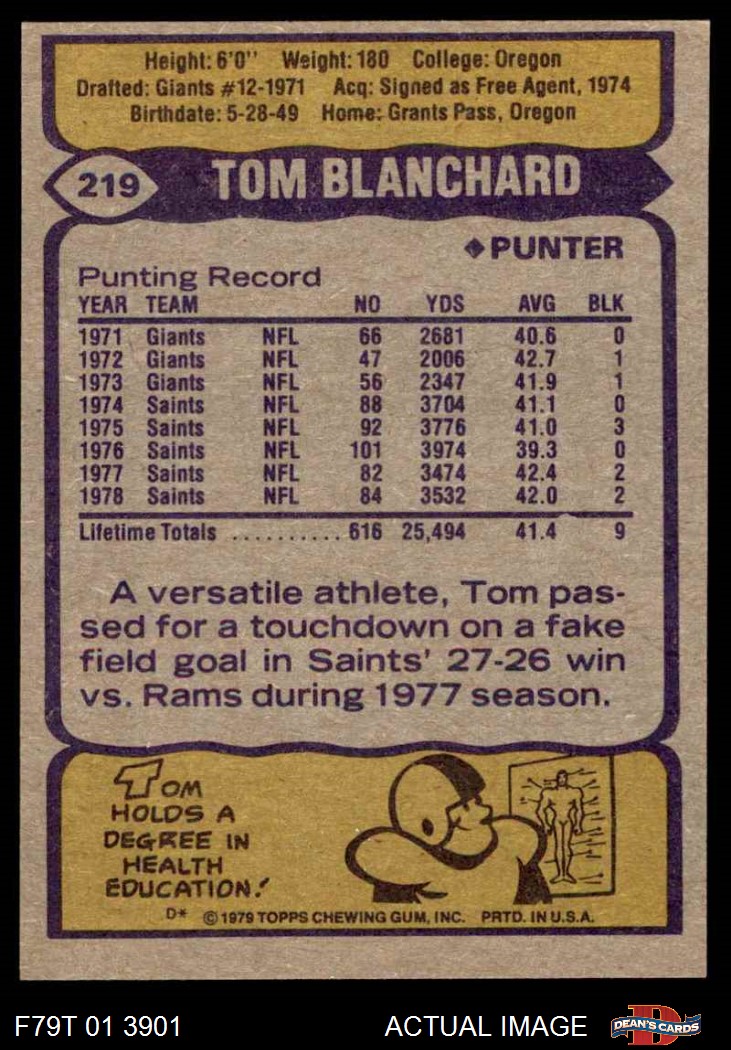 Height: 6'0" Weight: 180 College: Oregon
Drafted: Giants #12-1971 Acq: Signed as Free Agent, 1974
Birthdate: 5-28-49 Home: Grants Pass, Oregon
219 TOM BLANCHARD
PUNTER
Punting Record
YEAR TEAM NO YDS AVG BLK
1971 Giants NFL 66 2681 40.6 0
1972 Giants NFL 47 2006 42.7 1
1973 Giants NFL 56 2347 41.9 1
1974 Saints NFL 88 3704 41.1 0
1975 Saints NFL 92 3776 41.0 3
1976 Saints NFL 101 3974 39.3 0
1977 Saints NFL 82 3474 42.4 2
1978 Saints NFL 84 3532 42.0 2
Lifetime Totals .......... 616 25,494 41.4 9
A versatile athlete, Tom pas-
sed for a touchdown on a fake
field goal in Saints' 27-26 win
vs. Rams during 1977 season.
TOM
HOLDS A
DEGREE IN
HEALTH
EDUCATION!
D* © 1979 TOPPS CHEWING GUM, INC. PRTD. IN U.S.A.
F79T 01 3901 ACTUAL IMAGE D DEAN'S CARDS